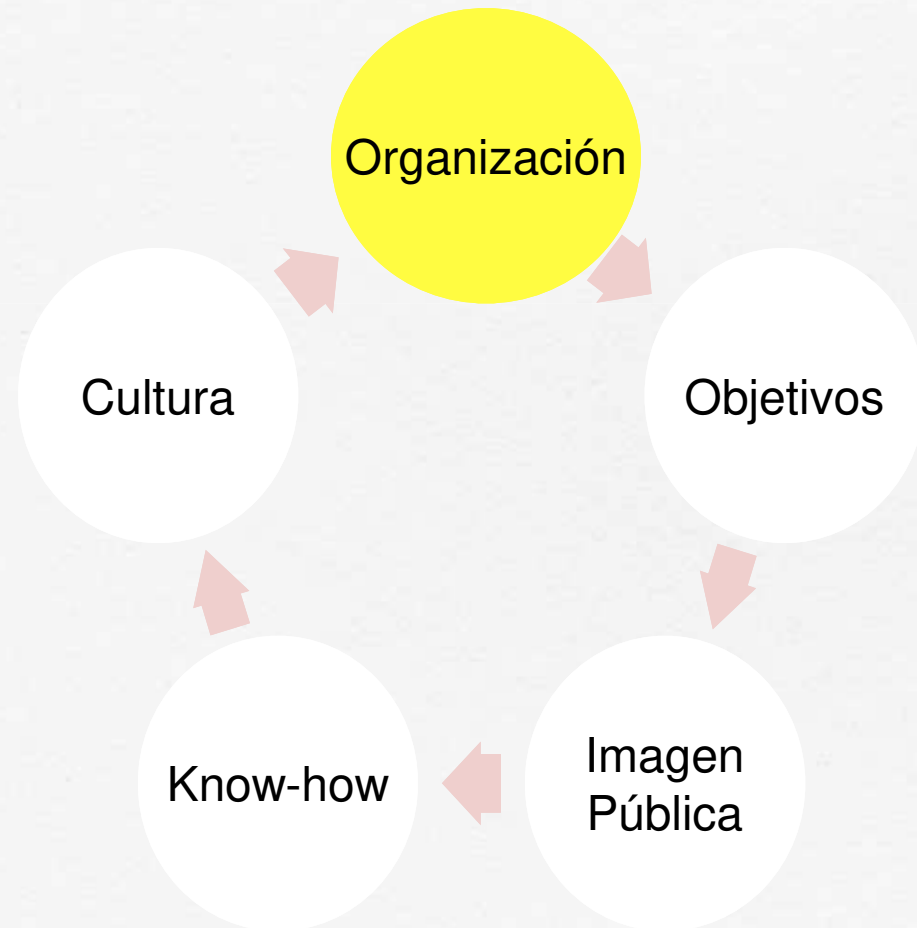 Organización
Objetivos
Imagen
Pública
Know-how
Cultura